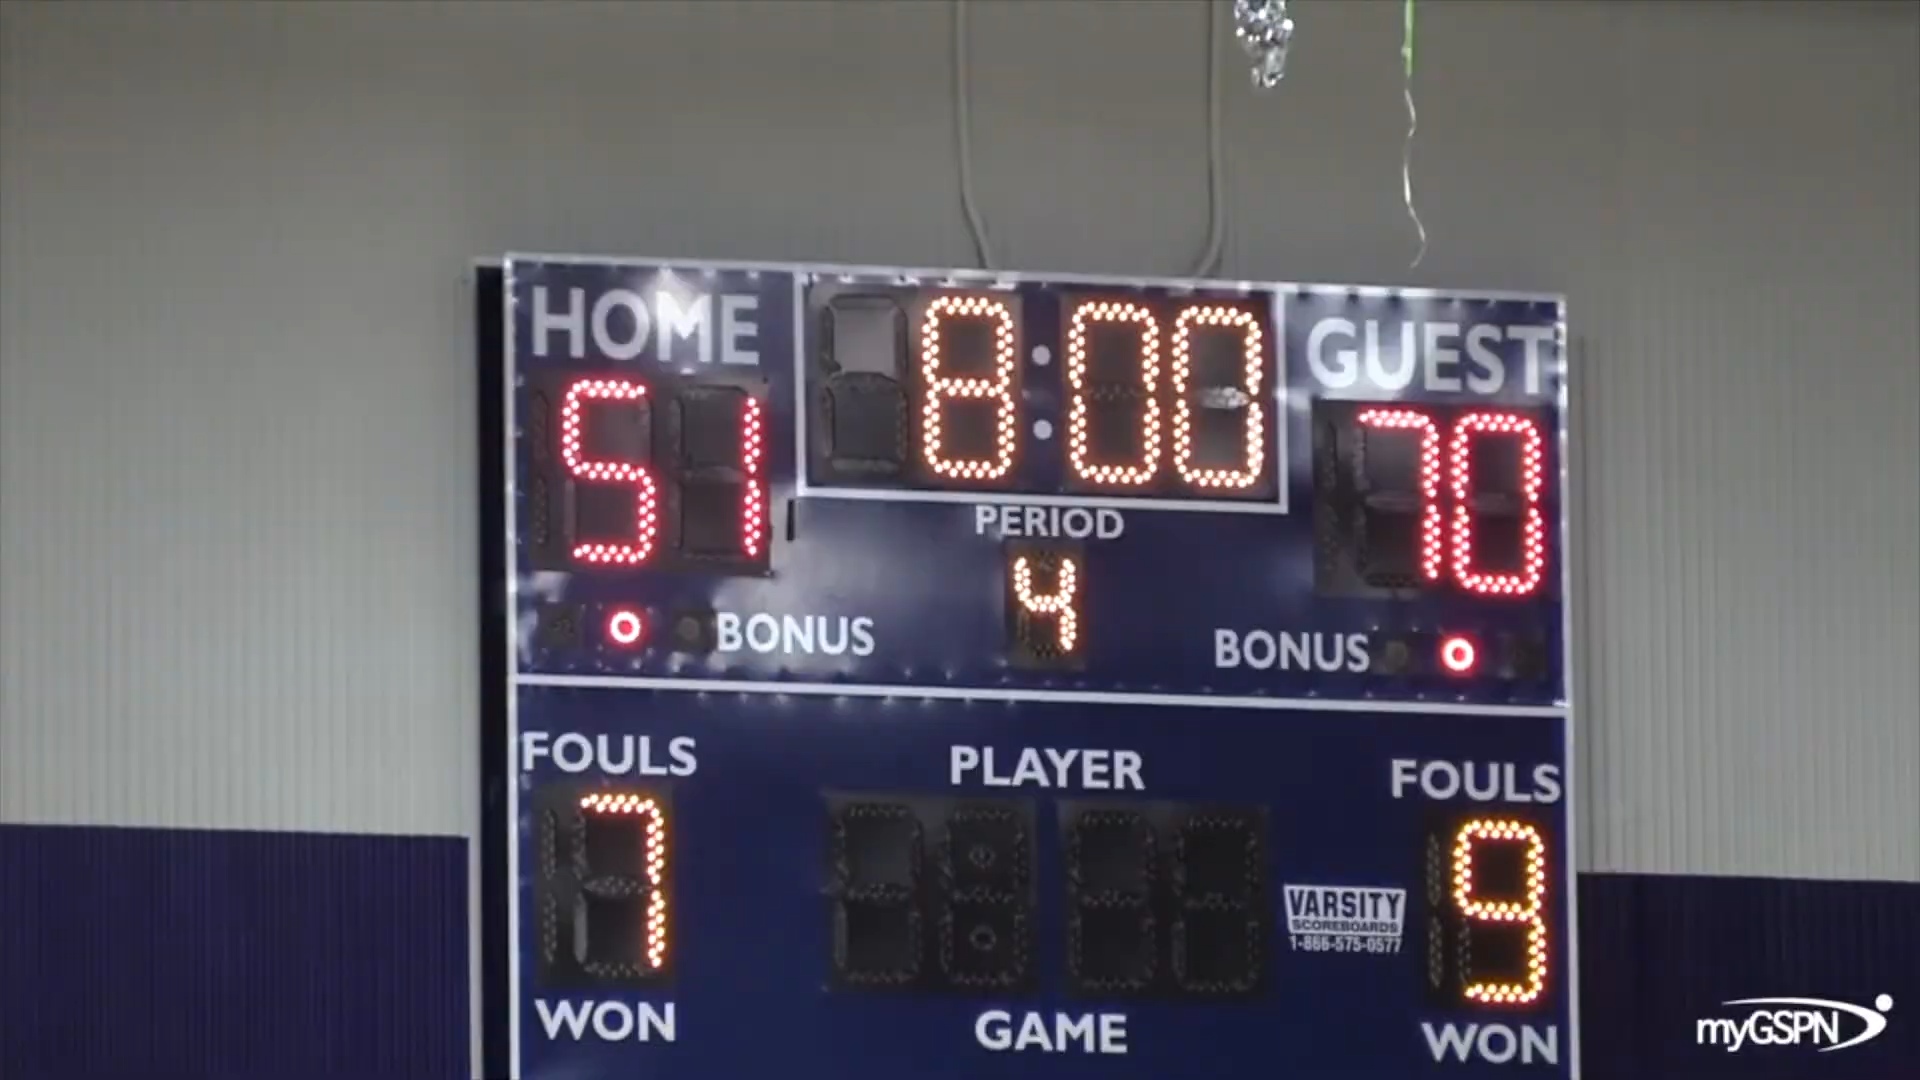 HOME
8:00
GUEST
51
70
PERIOD
4
BONUS
BONUS
FOULS
PLAYER
FOULS
7
9
VARSITY
SCOREBOARDS
1-866-575-0577
WON
GAME
WON
myGSPN